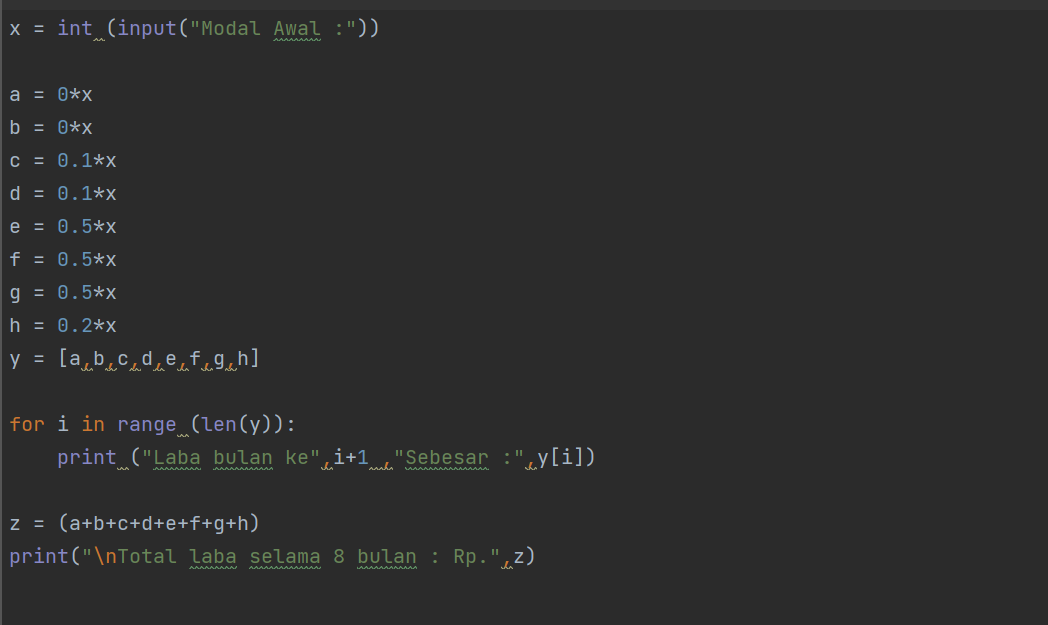 x = int (input("Modal Awal :"))
a = 0*x
b = 0*x
c = 0.1*x
d = 0.1*x
e = 0.5*x
f = 0.5*x
g = 0.5*x
h = 0.2*x
y = [a,b,c,d,e,f,g,h]
for i in range (len(y)):
    print ("Laba bulan ke",i+1 ,"Sebesar :",y[i])
z = (a+b+c+d+e+f+g+h)
print("\nTotal laba selama 8 bulan : Rp.",z)